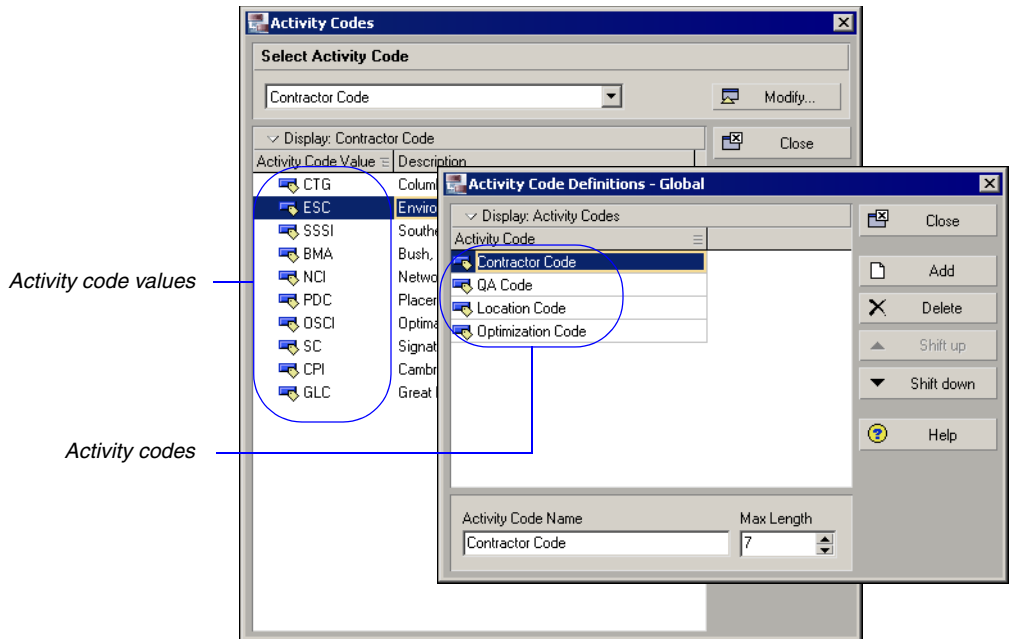 Activity Codes
Select Activity Code
Contractor Code
Modify...
Display: Contractor Code
Close
Activity Code Value Description
CTG Colum
ESC Enviro
SSSI Southe
BMA Bush,
NCI Netwo
PDC Placer
OSCI Optima
SC Signat
CPI Cambr
GLC Great
Activity code values
Activity codes
Activity Code Definitions - Global
Display: Activity Codes
Close
Activity Code
Contractor Code
QA Code
Location Code
Optimization Code
Add
Delete
Shift up
Shift down
Help
Activity Code Name
Max Length
Contractor Code
7